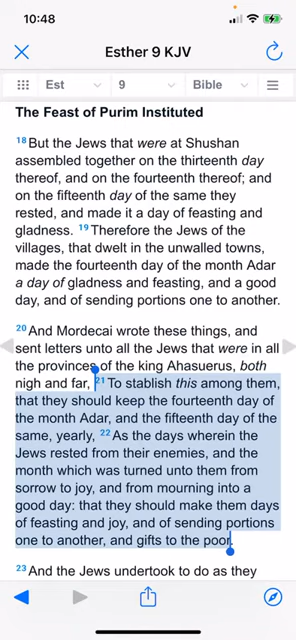 10:48
Esther 9 KJV
Est 9 Bible
The Feast of Purim Instituted
18 But the Jews that were at Shushan
assembled together on the thirteenth day
thereof, and on the fourteenth thereof; and
on the fifteenth day of the same they
rested, and made it a day of feasting and
gladness. 19 Therefore the Jews of the
villages, that dwelt in the unwalled towns,
made the fourteenth day of the month Adar
a day of gladness and feasting, and a good
day, and of sending portions one to another.
20 And Mordecai wrote these things, and
sent letters unto all the Jews that were in all
the provinces of the king Ahasuerus, both
nigh and far, 21 To stablish this among them,
that they should keep the fourteenth day of
the month Adar, and the fifteenth day of the
same, yearly, 22 As the days wherein the
Jews rested from their enemies, and the
month which was turned unto them from
sorrow to joy, and from mourning into a
good day: that they should make them days
of feasting and joy, and of sending portions
one to another, and gifts to the poor.
23 And the Jews undertook to do as they